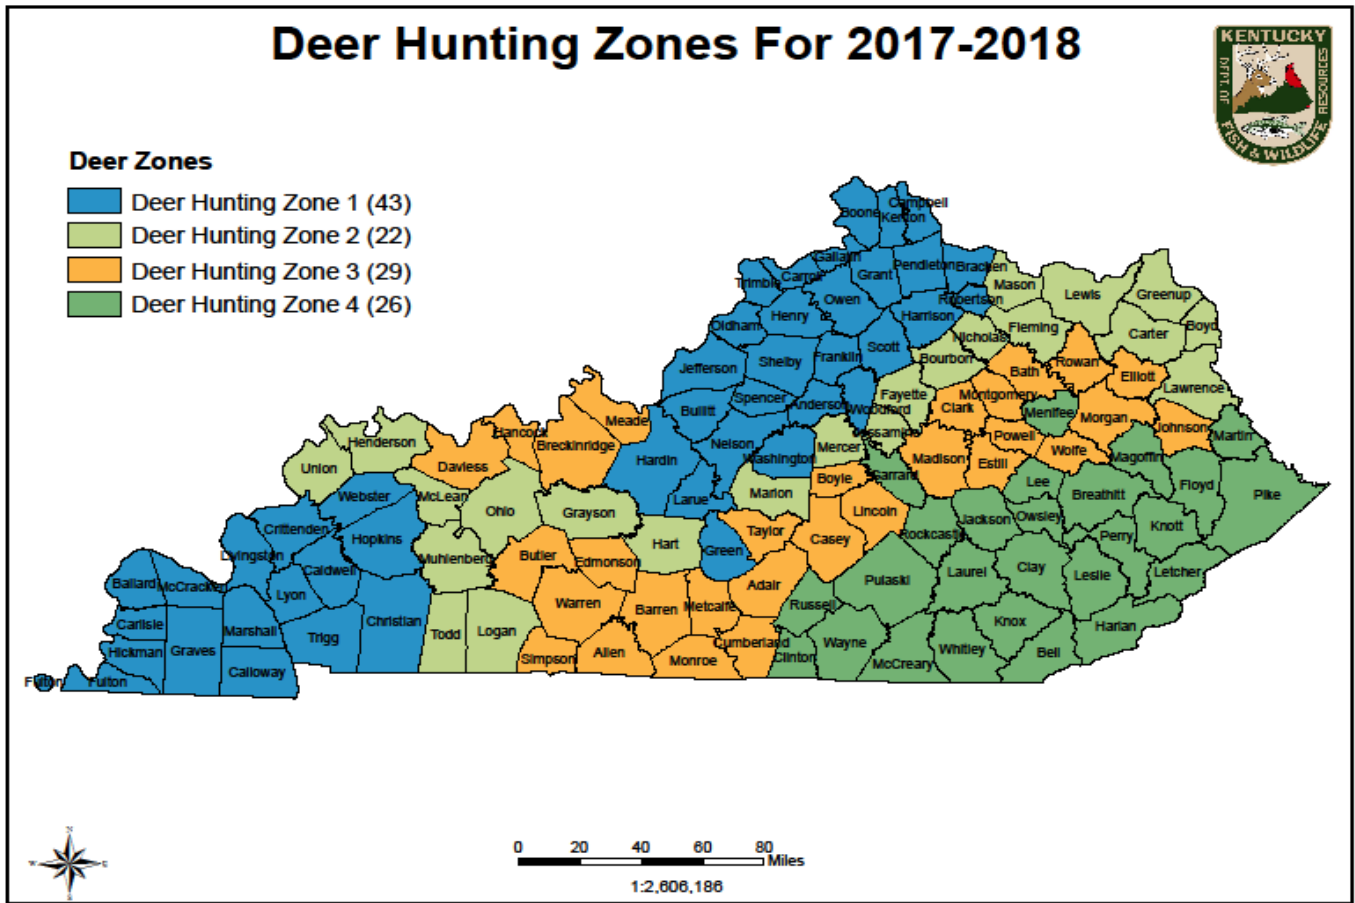 Deer Hunting Zones For 2017-2018
KENTUCKY
DEPT. OF
RESOURCES
FISH & WILDLIFE
Deer Zones
Deer Hunting Zone 1 (43)
Deer Hunting Zone 2 (22)
Deer Hunting Zone 3 (29)
Deer Hunting Zone 4 (26)
Campbell
Boone
Kenton
Gallatin
Pendleton
Bracken
Carroll
Grant
Trimble
Mason
Lewis
Greenup
Owen
Robertson
Henry
Harrison
Oldham
Fleming
Boyd
Carter
Nicholas
Scott
Franklin
Bourbon
Shelby
Rowan
Jefferson
Bath
Elliott
Lawrence
Fayette
Montgomery
Spencer
Anderson
Woodford
Clark
Menifee
Bullitt
Morgan
Meade
Johnson
Hancock
Jessamine
Powell
Martin
Henderson
Breckinridge
Nelson
Mercer
Washington
Madison
Wolfe
Magoffin
Hardin
Estill
Union
Daviess
Garrard
Boyle
Lee
Floyd
Webster
McLean
Larue
Marion
Breathitt
Pike
Ohio
Grayson
Lincoln
Owsley
Jackson
Crittenden
Knott
Taylor
Rockcastle
Hopkins
Casey
Perry
Hart
Green
Livingston
Butler
Muhlenberg
Edmonson
Clay
Caldwell
Laurel
Leslie
Letcher
Ballard
McCracken
Pulaski
Adair
Lyon
Warren
Russell
Metcalfe
Barren
Carlisle
Christian
Knox
Harlan
Marshall
Todd
Logan
Trigg
Cumberland
Wayne
Whitley
Graves
Hickman
Allen
Bell
Simpson
Monroe
Clinton
McCreary
Calloway
Fulton
Fulton
N
W
E
S
0 20 40 60 80
Miles
1:2,606,186